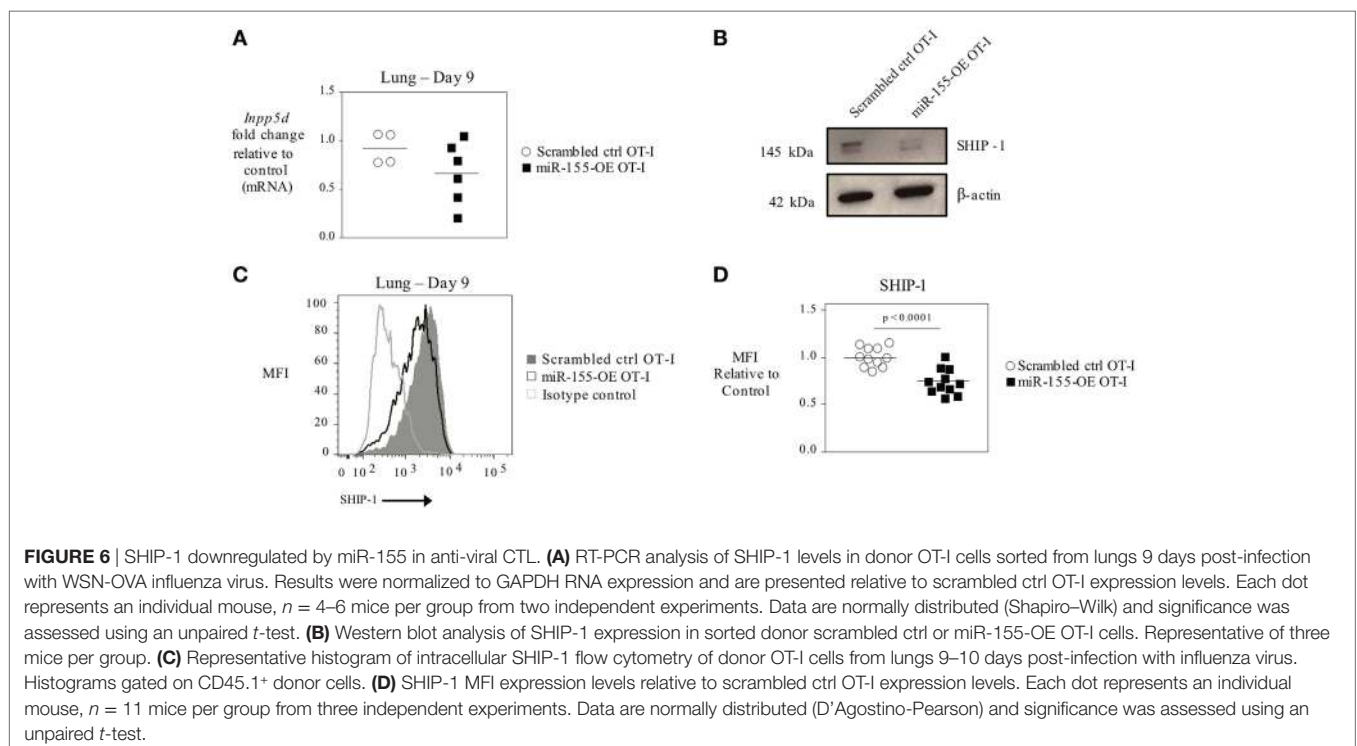 A
Lung – Day 9
Inpp5d
fold change
relative to
control
(mRNA)
1.5
1.0
0.5
0.0
Scrambled ctrl OT-I
miR-155-OE OT-I
B
Scrambled ctrl OT-I
miR-155-OE OT-I
145 kDa
SHIP-1
42 kDa
β-actin
C
Lung – Day 9
MFI
100
80
60
40
20
0
0 10² 10³ 10⁴ 10⁵
SHIP-1
Scrambled ctrl OT-I
miR-155-OE OT-I
Isotype control
D
SHIP-1
MFI
Relative to
Control
1.5
1.0
0.5
0.0
p<0.0001
Scrambled ctrl OT-I
miR-155-OE OT-I
FIGURE 6 | SHIP-1 downregulated by miR-155 in anti-viral CTL. (A) RT-PCR analysis of SHIP-1 levels in donor OT-I cells sorted from lungs 9 days post-infection
with WSN-OVA influenza virus. Results were normalized to GAPDH RNA expression and are presented relative to scrambled ctrl OT-I expression levels. Each dot
represents an individual mouse, n = 4–6 mice per group from two independent experiments. Data are normally distributed (Shapiro–Wilk) and significance was
assessed using an unpaired t-test. (B) Western blot analysis of SHIP-1 expression in sorted donor scrambled ctrl or miR-155-OE OT-I cells. Representative of three
mice per group. (C) Representative histogram of intracellular SHIP-1 flow cytometry of donor OT-I cells from lungs 9–10 days post-infection with influenza virus.
Histograms gated on CD45.1⁺ donor cells. (D) SHIP-1 MFI expression levels relative to scrambled ctrl OT-I expression levels. Each dot represents an individual
mouse, n = 11 mice per group from three independent experiments. Data are normally distributed (D’Agostino-Pearson) and significance was assessed using an
unpaired t-test.